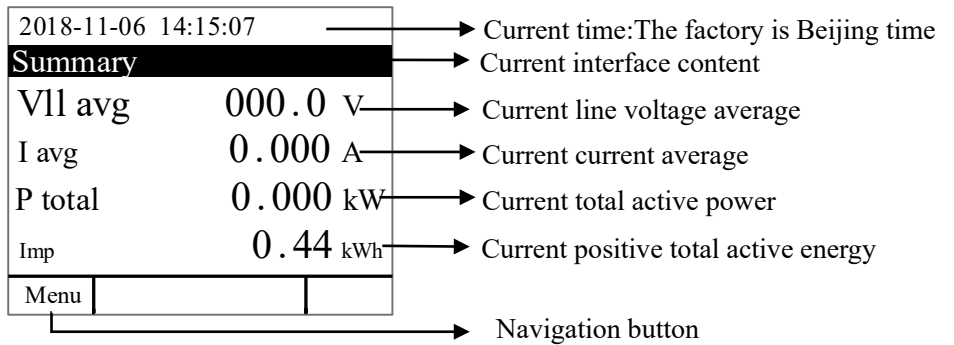 2018-11-06 14:15:07 Current time:The factory is Beijing time
Summary Current interface content
Vll avg 000.0 V Current line voltage average
I avg 0.000 A Current current average
P total 0.000 kW Current total active power
Imp 0.44 kWh Current positive total active energy
Menu
Navigation button